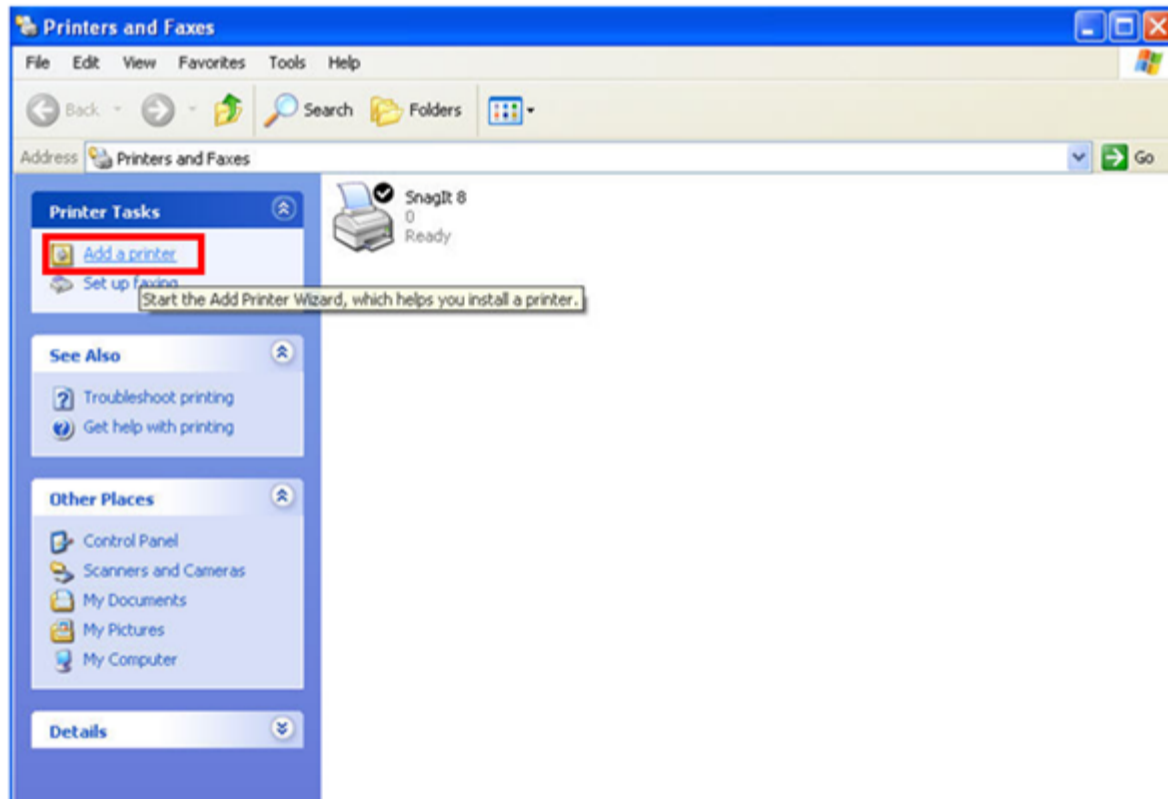 Printers and Faxes
File Edit View Favorites Tools Help
Back Search Folders
Address Printers and Faxes Go
Printer Tasks
Add a printer
Set up faxing
Start the Add Printer Wizard, which helps you install a printer.
See Also
Troubleshoot printing
Get help with printing
Other Places
Control Panel
Scanners and Cameras
My Documents
My Pictures
My Computer
Details
SnagIt 8
0
Ready